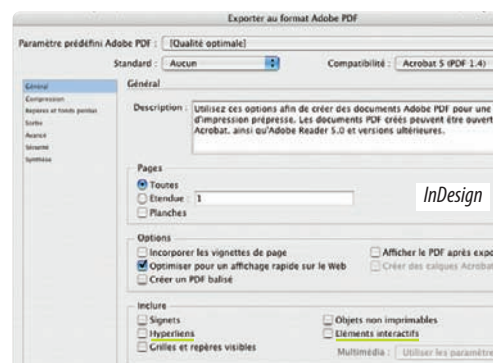 Exporter au format Adobe PDF
Paramètre prédéfini Adobe PDF : [Qualité optimale]
Standard : Aucun Compatibilité : Acrobat 5 (PDF 1.4)
Général
Compression
Repères et fonds perdus
Sortie
Avancé
Sécurité
Synthèse
Général
Description : Utilisez ces options afin de créer des documents Adobe PDF pour une
d'impression prépresse. Les documents PDF créés peuvent être ouvert
Acrobat, ainsi qu'Adobe Reader 5.0 et versions ultérieures.
Pages
Toutes
Etendue : 1
Planches
InDesign
Options
Incorporer les vignettes de page Afficher le PDF après expo
Optimiser pour un affichage rapide sur le Web Créer des calques Acrobat
Créer un PDF balisé
Inclure
Signets Objets non imprimables
Hyperliens Eléments interactifs
Grilles et repères visibles Multimédia : Utiliser les paramètre